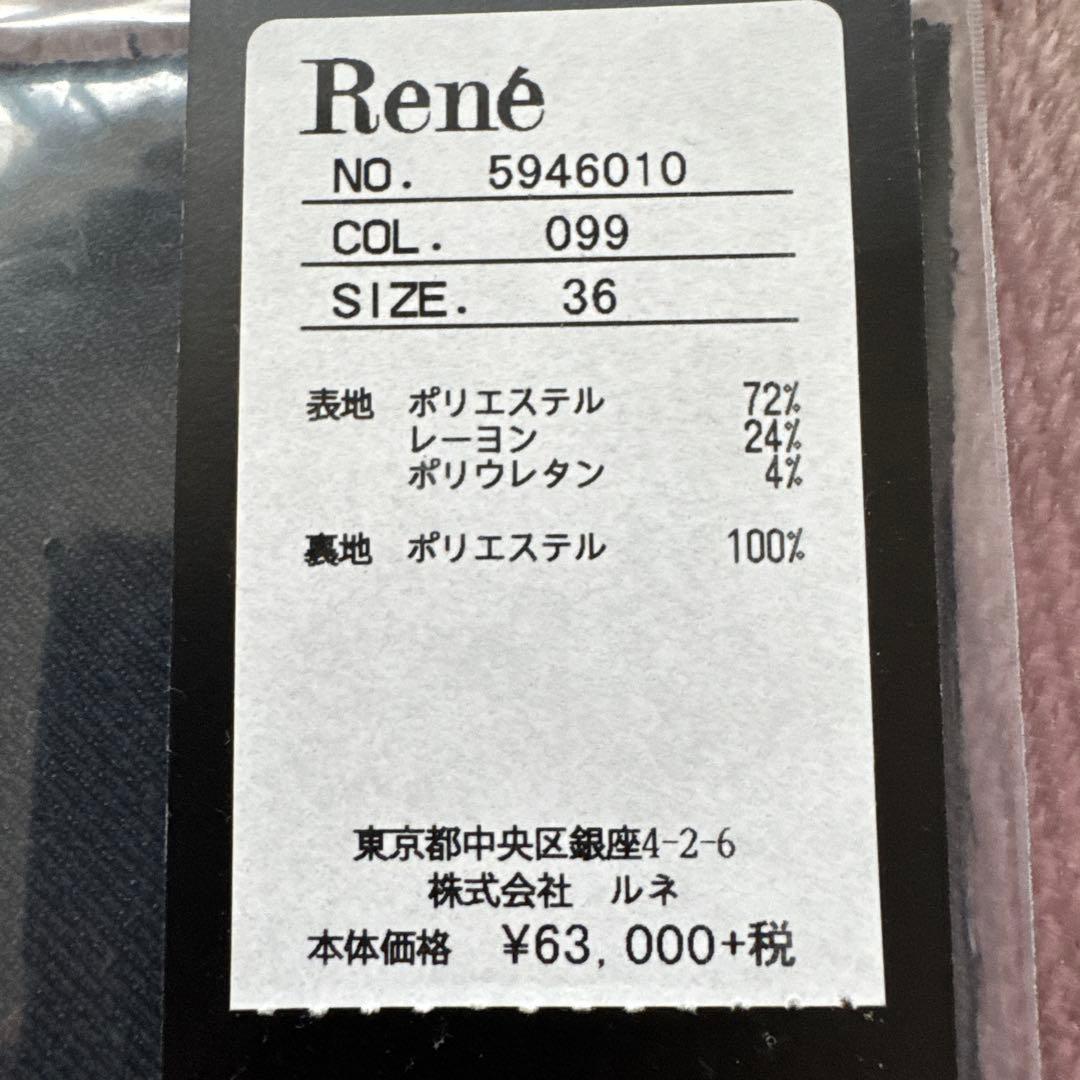 René
NO. 5946010
COL. 099
SIZE. 36
表地 ポリエステル 72%
レーヨン 24%
ポリウレタン 4%
裏地 ポリエステル 100%
東京都中央区銀座4-2-6
株式会社 ルネ
本体価格 ¥63,000+税